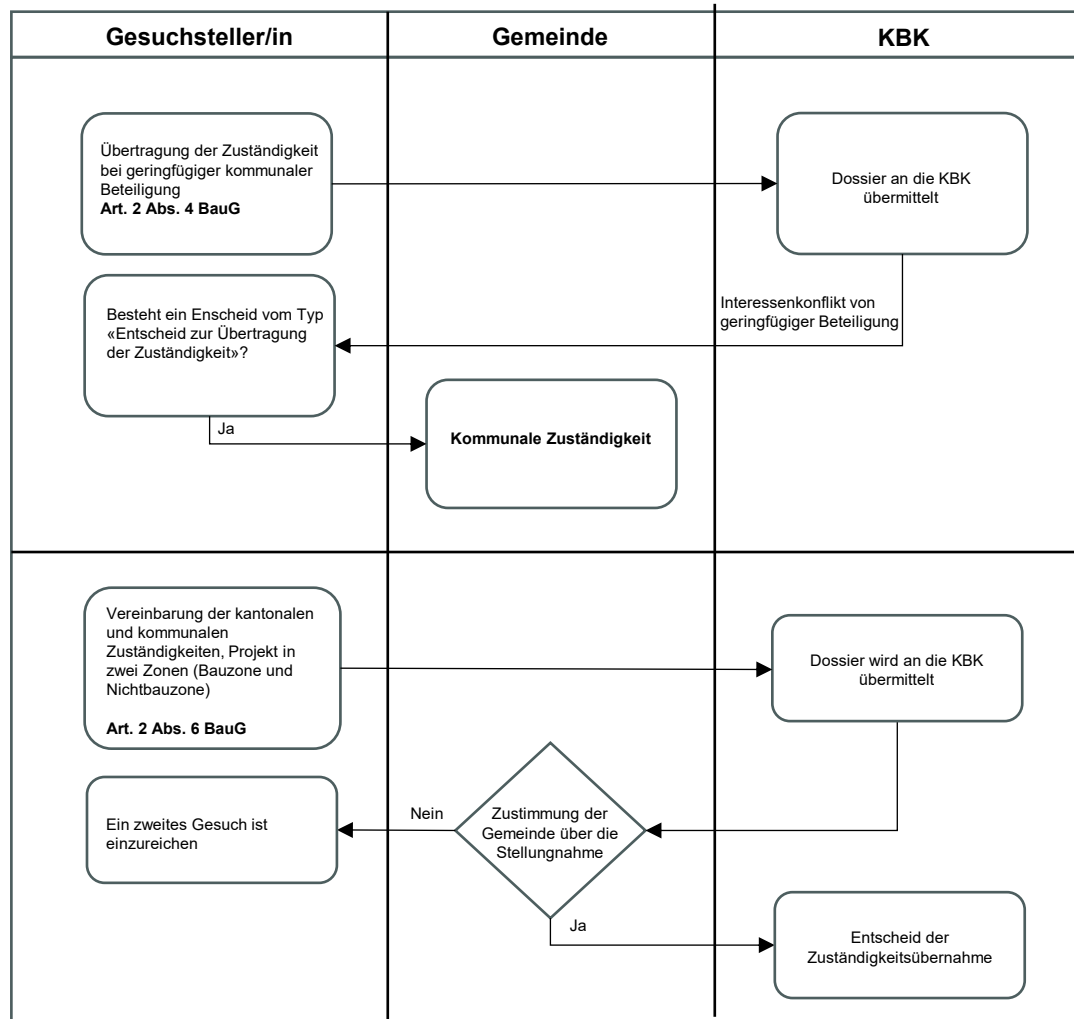 Gesuchsteller/in
Gemeinde
KBK
Übertragung der Zuständigkeit
bei geringfügiger kommunaler
Beteiligung
Art. 2 Abs. 4 BauG
Dossier an die KBK
übermittelt
Interessenkonflikt von
geringfügiger Beteiligung
Besteht ein Enscheid vom Typ
«Entscheid zur Übertragung
der Zuständigkeit»?
Ja
Kommunale Zuständigkeit
Vereinbarung der kantonalen
und kommunalen
Zuständigkeiten, Projekt in
zwei Zonen (Bauzone und
Nichtbauzone)
Art. 2 Abs. 6 BauG
Dossier wird an die KBK
übermittelt
Zustimmung der
Gemeinde über die
Stellungnahme
Nein
Ein zweites Gesuch ist
einzureichen
Ja
Entscheid der
Zuständigkeitsübernahme